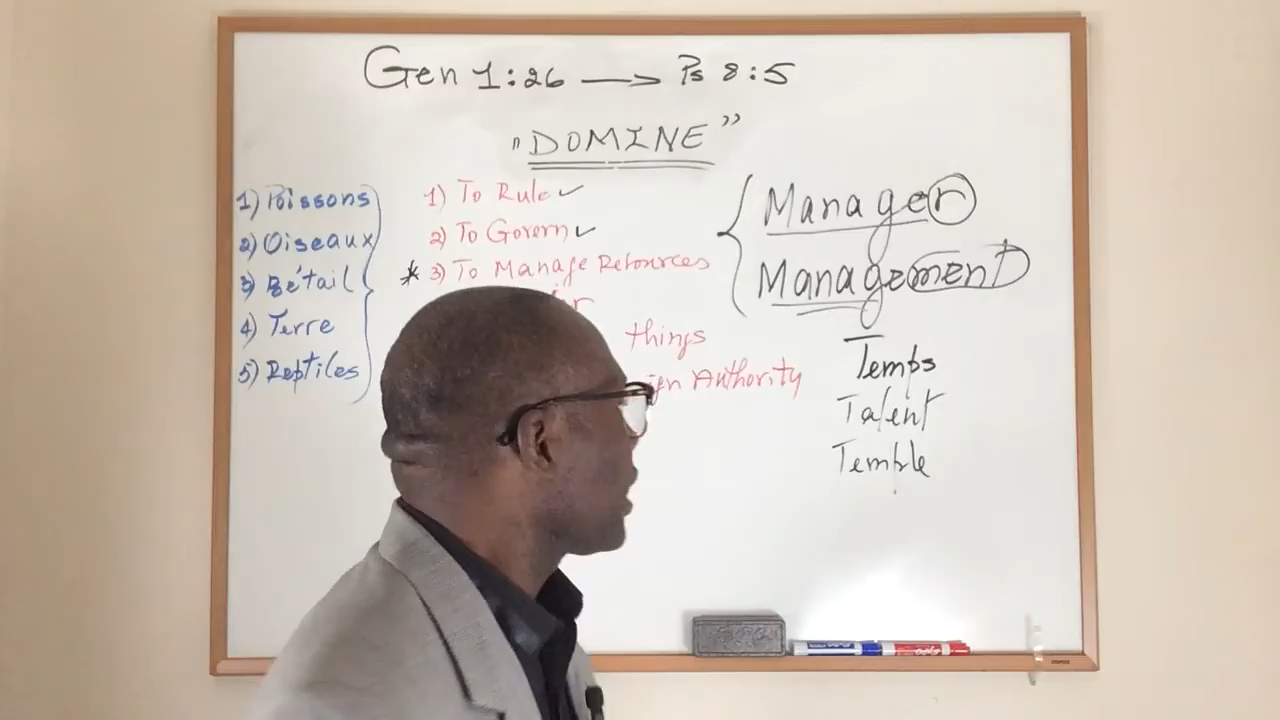 Gen 1:26 → Ps 8:5
"DOMINE"
1) Poissons
2) Oiseaux
3) Bétail
4) Terre
5) Reptiles
1) To Rule ✓
2) To Govern ✓
* 3) To Manage Resources
things
Authority
Manager
Management
Temps
Talent
Temple